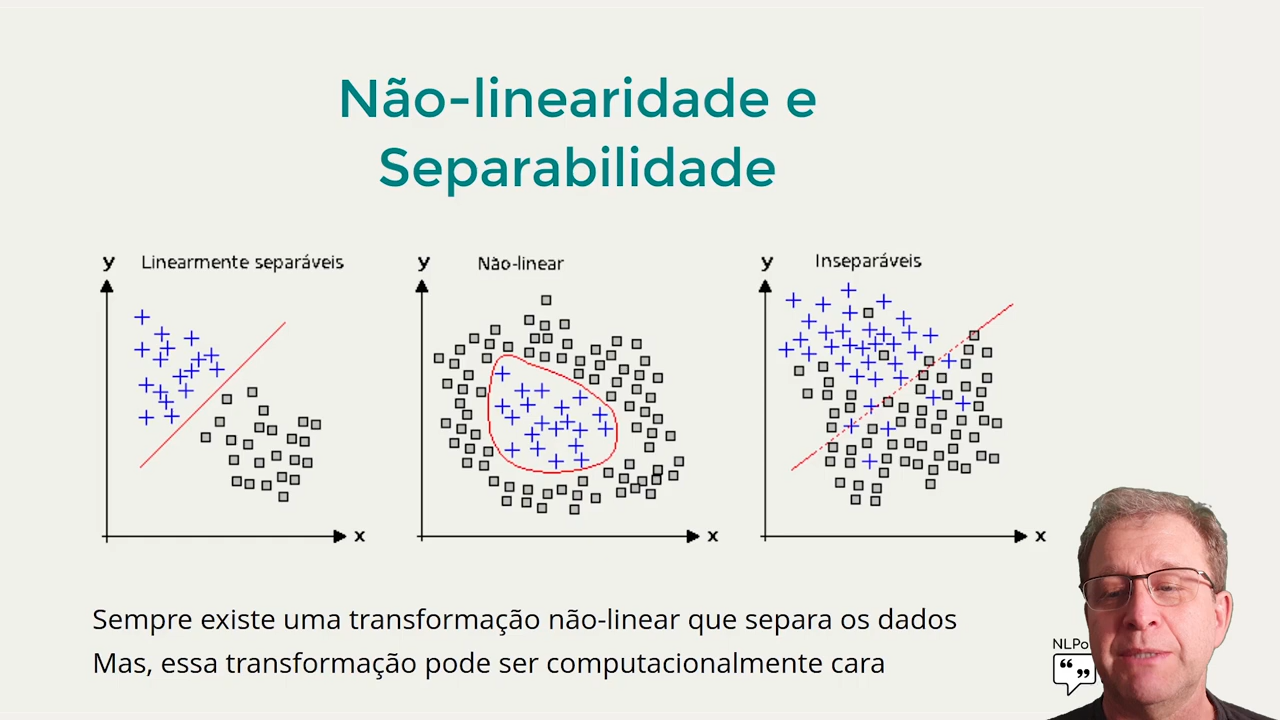 Não-linearidade e
Separabilidade
y Linearmente separáveis
y Não-linear
y Inseparáveis
x
x
x
Sempre existe uma transformação não-linear que separa os dados
Mas, essa transformação pode ser computacionalmente cara